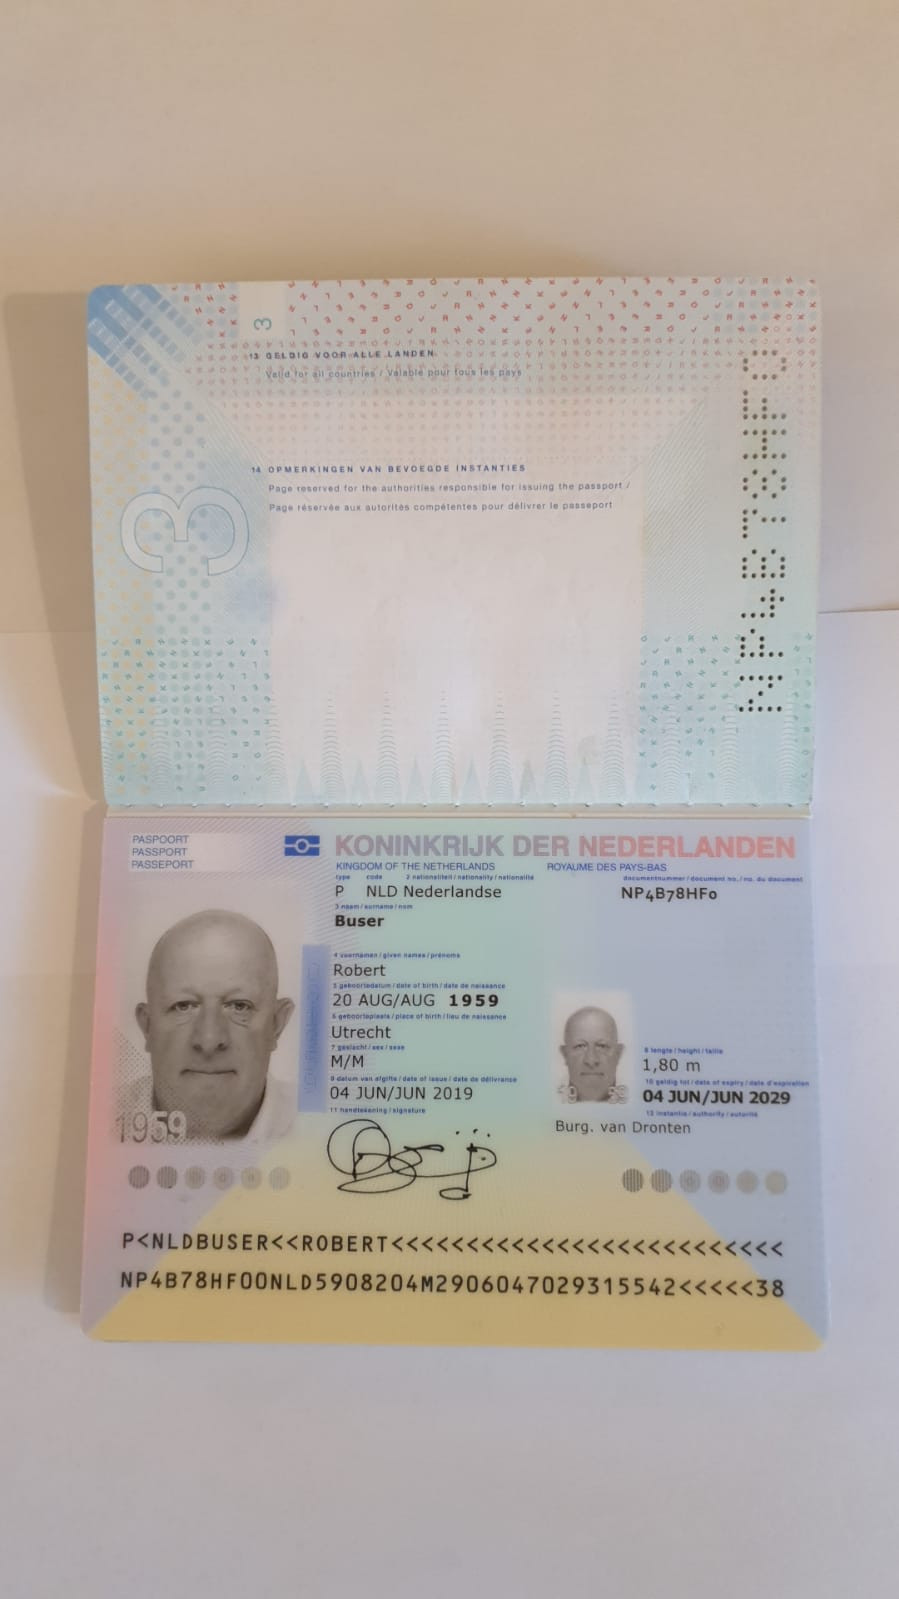 3
13 GELDIG VOOR ALLE LANDEN
Valid for all countries / Valable pour tous les pays
14 OPMERKINGEN VAN BEVOEGDE INSTANTIES
Page reserved for the authorities responsible for issuing the passport /
Page réservée aux autorités compétentes pour délivrer le passeport
3
PASPOORT
PASSPORT
PASSEPORT
KONINKRIJK DER NEDERLANDEN
KINGDOM OF THE NETHERLANDS ROYAUME DES PAYS-BAS
type code 2 nationaliteit / nationality / nationalité documentnummer / document no. / no. du document
P NLD Nederlandse NP4B78HF0
3 naam / surname / nom
Buser
4 voornamen / given names / prénoms
Robert
5 geboortedatum / date of birth / date de naissance
20 AUG/AUG 1959
6 geboorteplaats / place of birth / lieu de naissance
Utrecht
7 geslacht / sex / sexe
M/M
8 lengte / height / taille
1,80 m
9 datum van afgifte / date of issue / date de délivrance
04 JUN/JUN 2019
10 geldig tot / date of expiry / date d'expiration
04 JUN/JUN 2029
11 handtekening / signature
12 instantie / authority / autorité
Burg. van Dronten
1959
P<NLDBUSER<<ROBERT<<<<<<<<<<<<<<<<<<<<<<<<<<
NP4B78HF00NLD5908204M2906047029315542<<<<<38